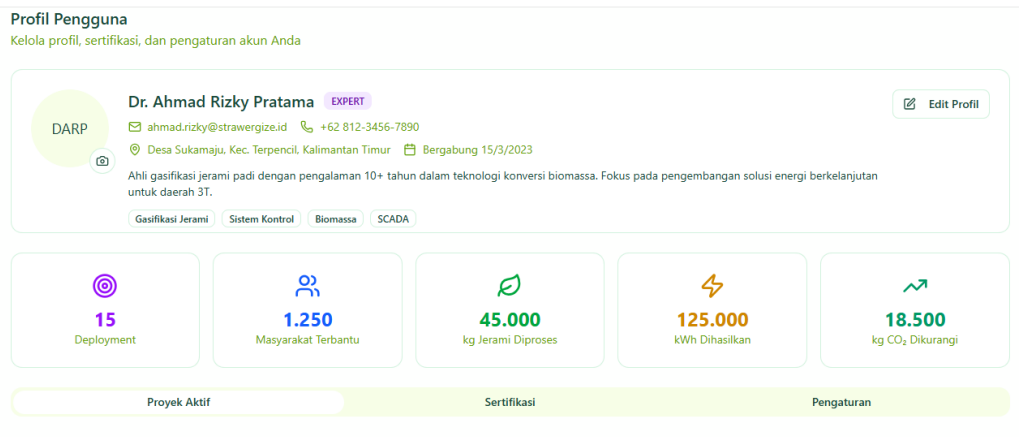 Profil Pengguna
Kelola profil, sertifikasi, dan pengaturan akun Anda
DARP
Dr. Ahmad Rizky Pratama EXPERT
Edit Profil
ahmad.rizky@strawergize.id +62 812-3456-7890
Desa Sukamaju, Kec. Terpencil, Kalimantan Timur Bergabung 15/3/2023
Ahli gasifikasi jerami padi dengan pengalaman 10+ tahun dalam teknologi konversi biomassa. Fokus pada pengembangan solusi energi berkelanjutan
untuk daerah 3T.
Gasifikasi Jerami Sistem Kontrol Biomassa SCADA
15
Deployment
1.250
Masyarakat Terbantu
45.000
kg Jerami Diproses
125.000
kWh Dihasilkan
18.500
kg CO₂ Dikurangi
Proyek Aktif Sertifikasi Pengaturan